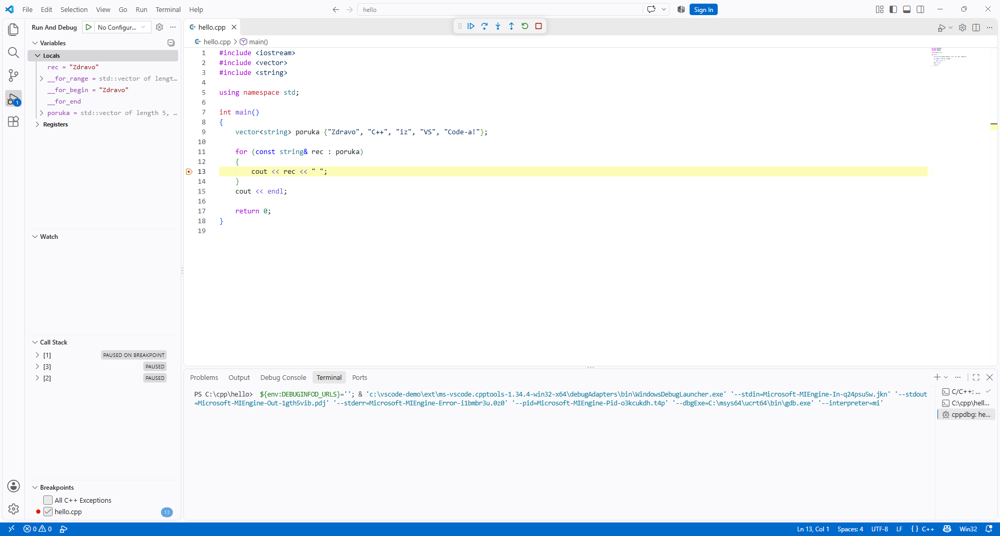 File Edit Selection View Go Run Terminal Help
hello
Sign In
Run And Debug
No Configur...
Variables
Locals
rec = "Zdravo"
__for_range = std::vector of lengt…
__for_begin = "Zdravo"
__for_end
poruka = std::vector of length 5, …
Registers
Watch
Call Stack
[1] PAUSED ON BREAKPOINT
[3] PAUSED
[2] PAUSED
Breakpoints
All C++ Exceptions
hello.cpp 13
hello.cpp
hello.cpp > main()
1 #include <iostream>
2 #include <vector>
3 #include <string>
4
5 using namespace std;
6
7 int main()
8 {
9 vector<string> poruka {"Zdravo", "C++", "iz", "VS", "Code-a!"};
10
11 for (const string& rec : poruka)
12 {
13 cout << rec << " ";
14 }
15 cout << endl;
16
17 return 0;
18 }
19
Problems Output Debug Console Terminal Ports
PS C:\cpp\hello> ${env:DEBUGINFOD_URLS}=''; & 'c:\vscode-demo\ext\ms-vscode.cpptools-1.34.4-win32-x64\debugAdapters\bin\WindowsDebugLauncher.exe' '--stdin=Microsoft-MIEngine-In-q24psu5w.jkn' '--stdout
=Microsoft-MIEngine-Out-1gth5vib.pdj' '--stderr=Microsoft-MIEngine-Error-i1bmbr3u.0z0' '--pid=Microsoft-MIEngine-Pid-o3kcukdh.t4p' '--dbgExe=C:\msys64\ucrt64\bin\gdb.exe' '--interpreter=mi'
C/C++: ...
C:\cpp\hell...
cppdbg: he...
1
0 0
Ln 13, Col 1 Spaces: 4 UTF-8 LF { } C++ Win32